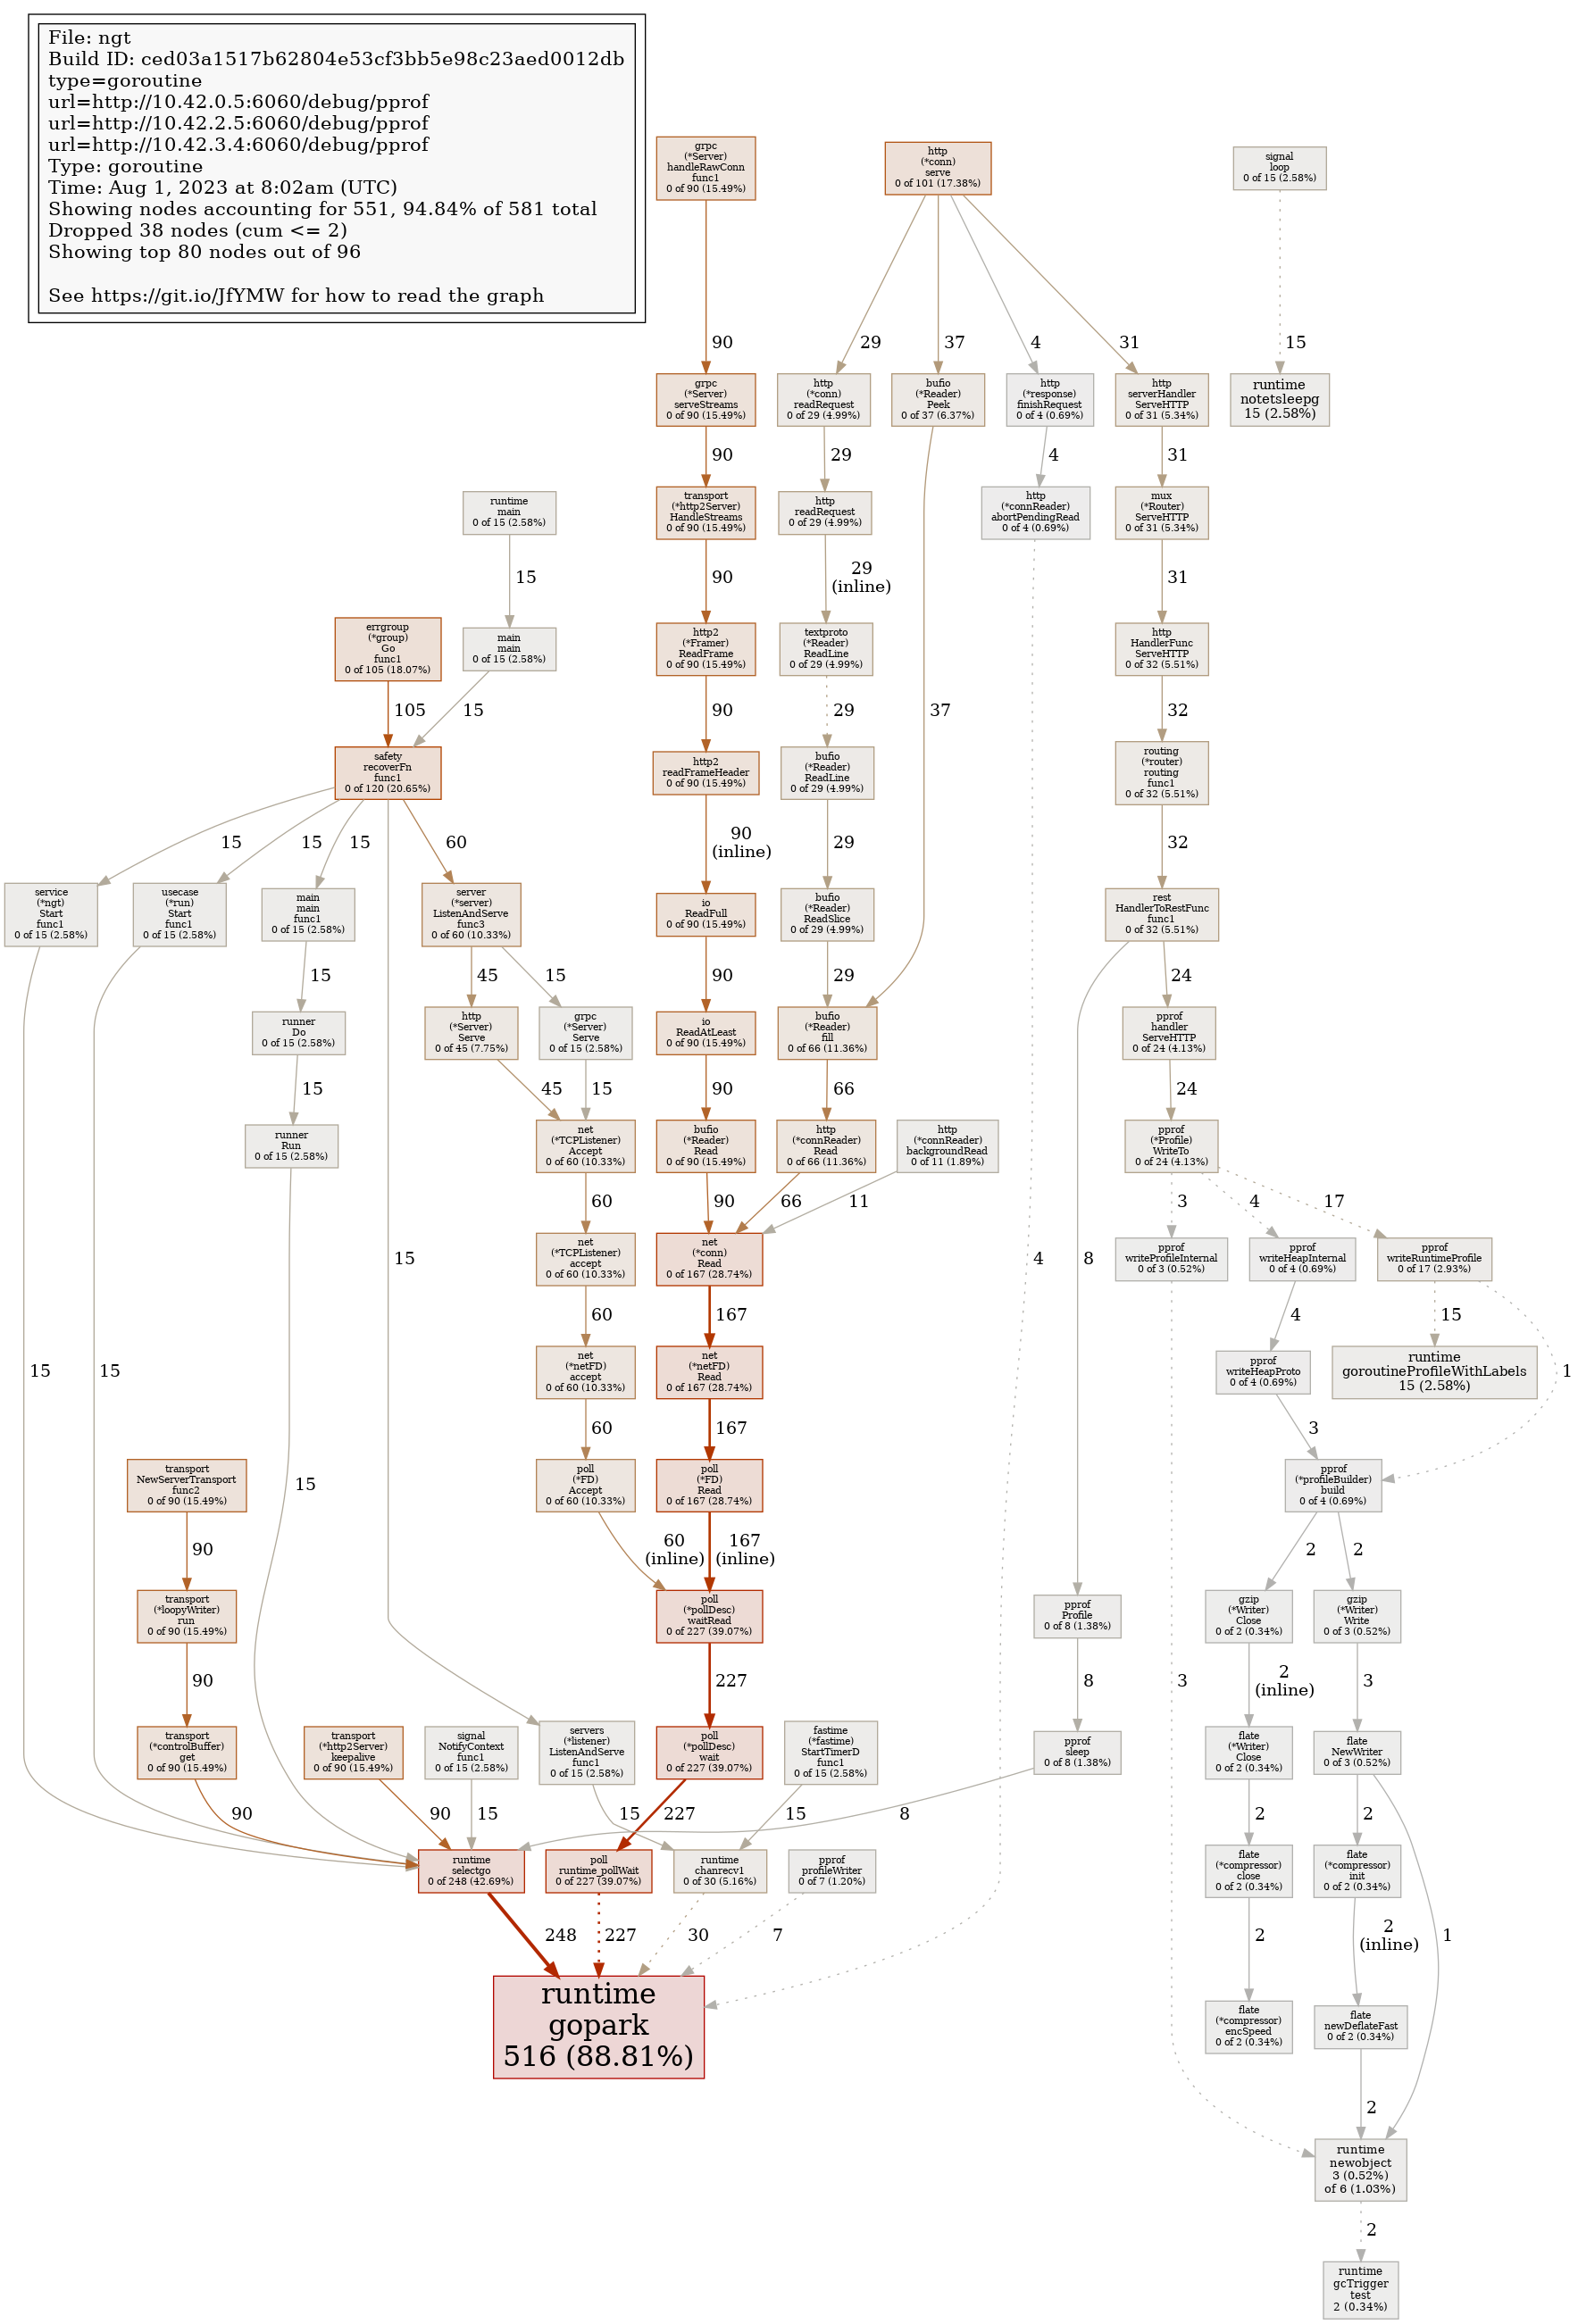 File: ngt
Build ID: ced03a1517b62804e53cf3bb5e98c23aed0012db
type=goroutine
url=http://10.42.0.5:6060/debug/pprof
url=http://10.42.2.5:6060/debug/pprof
url=http://10.42.3.4:6060/debug/pprof
Type: goroutine
Time: Aug 1, 2023 at 8:02am (UTC)
Showing nodes accounting for 551, 94.84% of 581 total
Dropped 38 nodes (cum <= 2)
Showing top 80 nodes out of 96
See https://git.io/JfYMW for how to read the graph
grpc
(*Server)
handleRawConn
func1
0 of 90 (15.49%)
http
(*conn)
serve
0 of 101 (17.38%)
signal
loop
0 of 15 (2.58%)
90
29
37
4
31
15
grpc
(*Server)
serveStreams
0 of 90 (15.49%)
http
(*conn)
readRequest
0 of 29 (4.99%)
bufio
(*Reader)
Peek
0 of 37 (6.37%)
http
(*response)
finishRequest
0 of 4 (0.69%)
http
serverHandler
ServeHTTP
0 of 31 (5.34%)
runtime
notetsleepg
15 (2.58%)
90
29
4
31
runtime
main
0 of 15 (2.58%)
transport
(*http2Server)
HandleStreams
0 of 90 (15.49%)
http
readRequest
0 of 29 (4.99%)
http
(*connReader)
abortPendingRead
0 of 4 (0.69%)
mux
(*Router)
ServeHTTP
0 of 31 (5.34%)
15
90
29
(inline)
31
errgroup
(*group)
Go
func1
0 of 105 (18.07%)
main
main
0 of 15 (2.58%)
http2
(*Framer)
ReadFrame
0 of 90 (15.49%)
textproto
(*Reader)
ReadLine
0 of 29 (4.99%)
http
HandlerFunc
ServeHTTP
0 of 32 (5.51%)
105
15
90
29
37
32
safety
recoverFn
func1
0 of 120 (20.65%)
http2
readFrameHeader
0 of 90 (15.49%)
bufio
(*Reader)
ReadLine
0 of 29 (4.99%)
routing
(*router)
routing
func1
0 of 32 (5.51%)
15
15
15
60
90
(inline)
29
32
service
(*ngt)
Start
func1
0 of 15 (2.58%)
usecase
(*run)
Start
func1
0 of 15 (2.58%)
main
main
func1
0 of 15 (2.58%)
server
(*server)
ListenAndServe
func3
0 of 60 (10.33%)
io
ReadFull
0 of 90 (15.49%)
bufio
(*Reader)
ReadSlice
0 of 29 (4.99%)
rest
HandlerToRestFunc
func1
0 of 32 (5.51%)
15
45
15
90
29
24
runner
Do
0 of 15 (2.58%)
http
(*Server)
Serve
0 of 45 (7.75%)
grpc
(*Server)
Serve
0 of 15 (2.58%)
io
ReadAtLeast
0 of 90 (15.49%)
bufio
(*Reader)
fill
0 of 66 (11.36%)
pprof
handler
ServeHTTP
0 of 24 (4.13%)
15
45
15
90
66
24
runner
Run
0 of 15 (2.58%)
net
(*TCPListener)
Accept
0 of 60 (10.33%)
bufio
(*Reader)
Read
0 of 90 (15.49%)
http
(*connReader)
Read
0 of 66 (11.36%)
http
(*connReader)
backgroundRead
0 of 11 (1.89%)
pprof
(*Profile)
WriteTo
0 of 24 (4.13%)
60
90
66
11
3
4
17
15
net
(*TCPListener)
accept
0 of 60 (10.33%)
net
(*conn)
Read
0 of 167 (28.74%)
4
8
pprof
writeProfileInternal
0 of 3 (0.52%)
pprof
writeHeapInternal
0 of 4 (0.69%)
pprof
writeRuntimeProfile
0 of 17 (2.93%)
60
167
4
15
15
15
net
(*netFD)
accept
0 of 60 (10.33%)
net
(*netFD)
Read
0 of 167 (28.74%)
pprof
writeHeapProto
0 of 4 (0.69%)
runtime
goroutineProfileWithLabels
15 (2.58%)
1
60
167
3
transport
NewServerTransport
func2
0 of 90 (15.49%)
15
poll
(*FD)
Accept
0 of 60 (10.33%)
poll
(*FD)
Read
0 of 167 (28.74%)
pprof
(*profileBuilder)
build
0 of 4 (0.69%)
90
60
(inline)
167
(inline)
2
2
transport
(*loopyWriter)
run
0 of 90 (15.49%)
poll
(*pollDesc)
waitRead
0 of 227 (39.07%)
pprof
Profile
0 of 8 (1.38%)
gzip
(*Writer)
Close
0 of 2 (0.34%)
gzip
(*Writer)
Write
0 of 3 (0.52%)
90
227
8
3
2
(inline)
3
transport
(*controlBuffer)
get
0 of 90 (15.49%)
transport
(*http2Server)
keepalive
0 of 90 (15.49%)
signal
NotifyContext
func1
0 of 15 (2.58%)
servers
(*listener)
ListenAndServe
func1
0 of 15 (2.58%)
poll
(*pollDesc)
wait
0 of 227 (39.07%)
fastime
(*fastime)
StartTimerD
func1
0 of 15 (2.58%)
pprof
sleep
0 of 8 (1.38%)
flate
(*Writer)
Close
0 of 2 (0.34%)
flate
NewWriter
0 of 3 (0.52%)
90
90
15
15
227
15
8
2
2
runtime
selectgo
0 of 248 (42.69%)
poll
runtime_pollWait
0 of 227 (39.07%)
runtime
chanrecv1
0 of 30 (5.16%)
pprof
profileWriter
0 of 7 (1.20%)
flate
(*compressor)
close
0 of 2 (0.34%)
flate
(*compressor)
init
0 of 2 (0.34%)
248
227
30
7
2
2
(inline)
1
runtime
gopark
516 (88.81%)
flate
(*compressor)
encSpeed
0 of 2 (0.34%)
flate
newDeflateFast
0 of 2 (0.34%)
2
runtime
newobject
3 (0.52%)
of 6 (1.03%)
2
runtime
gcTrigger
test
2 (0.34%)